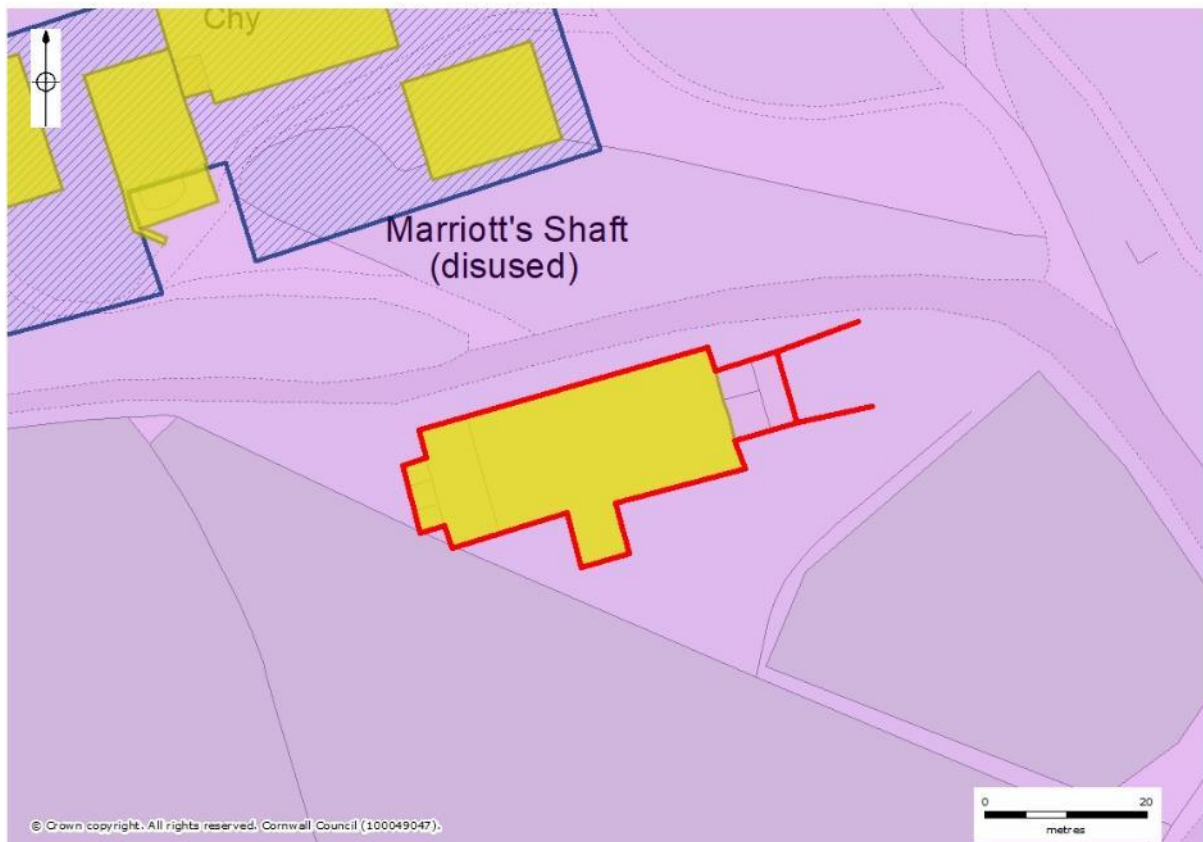 Chy
Marriott's Shaft
(disused)
0 20
metres
© Crown copyright. All rights reserved. Cornwall Council (100049047).